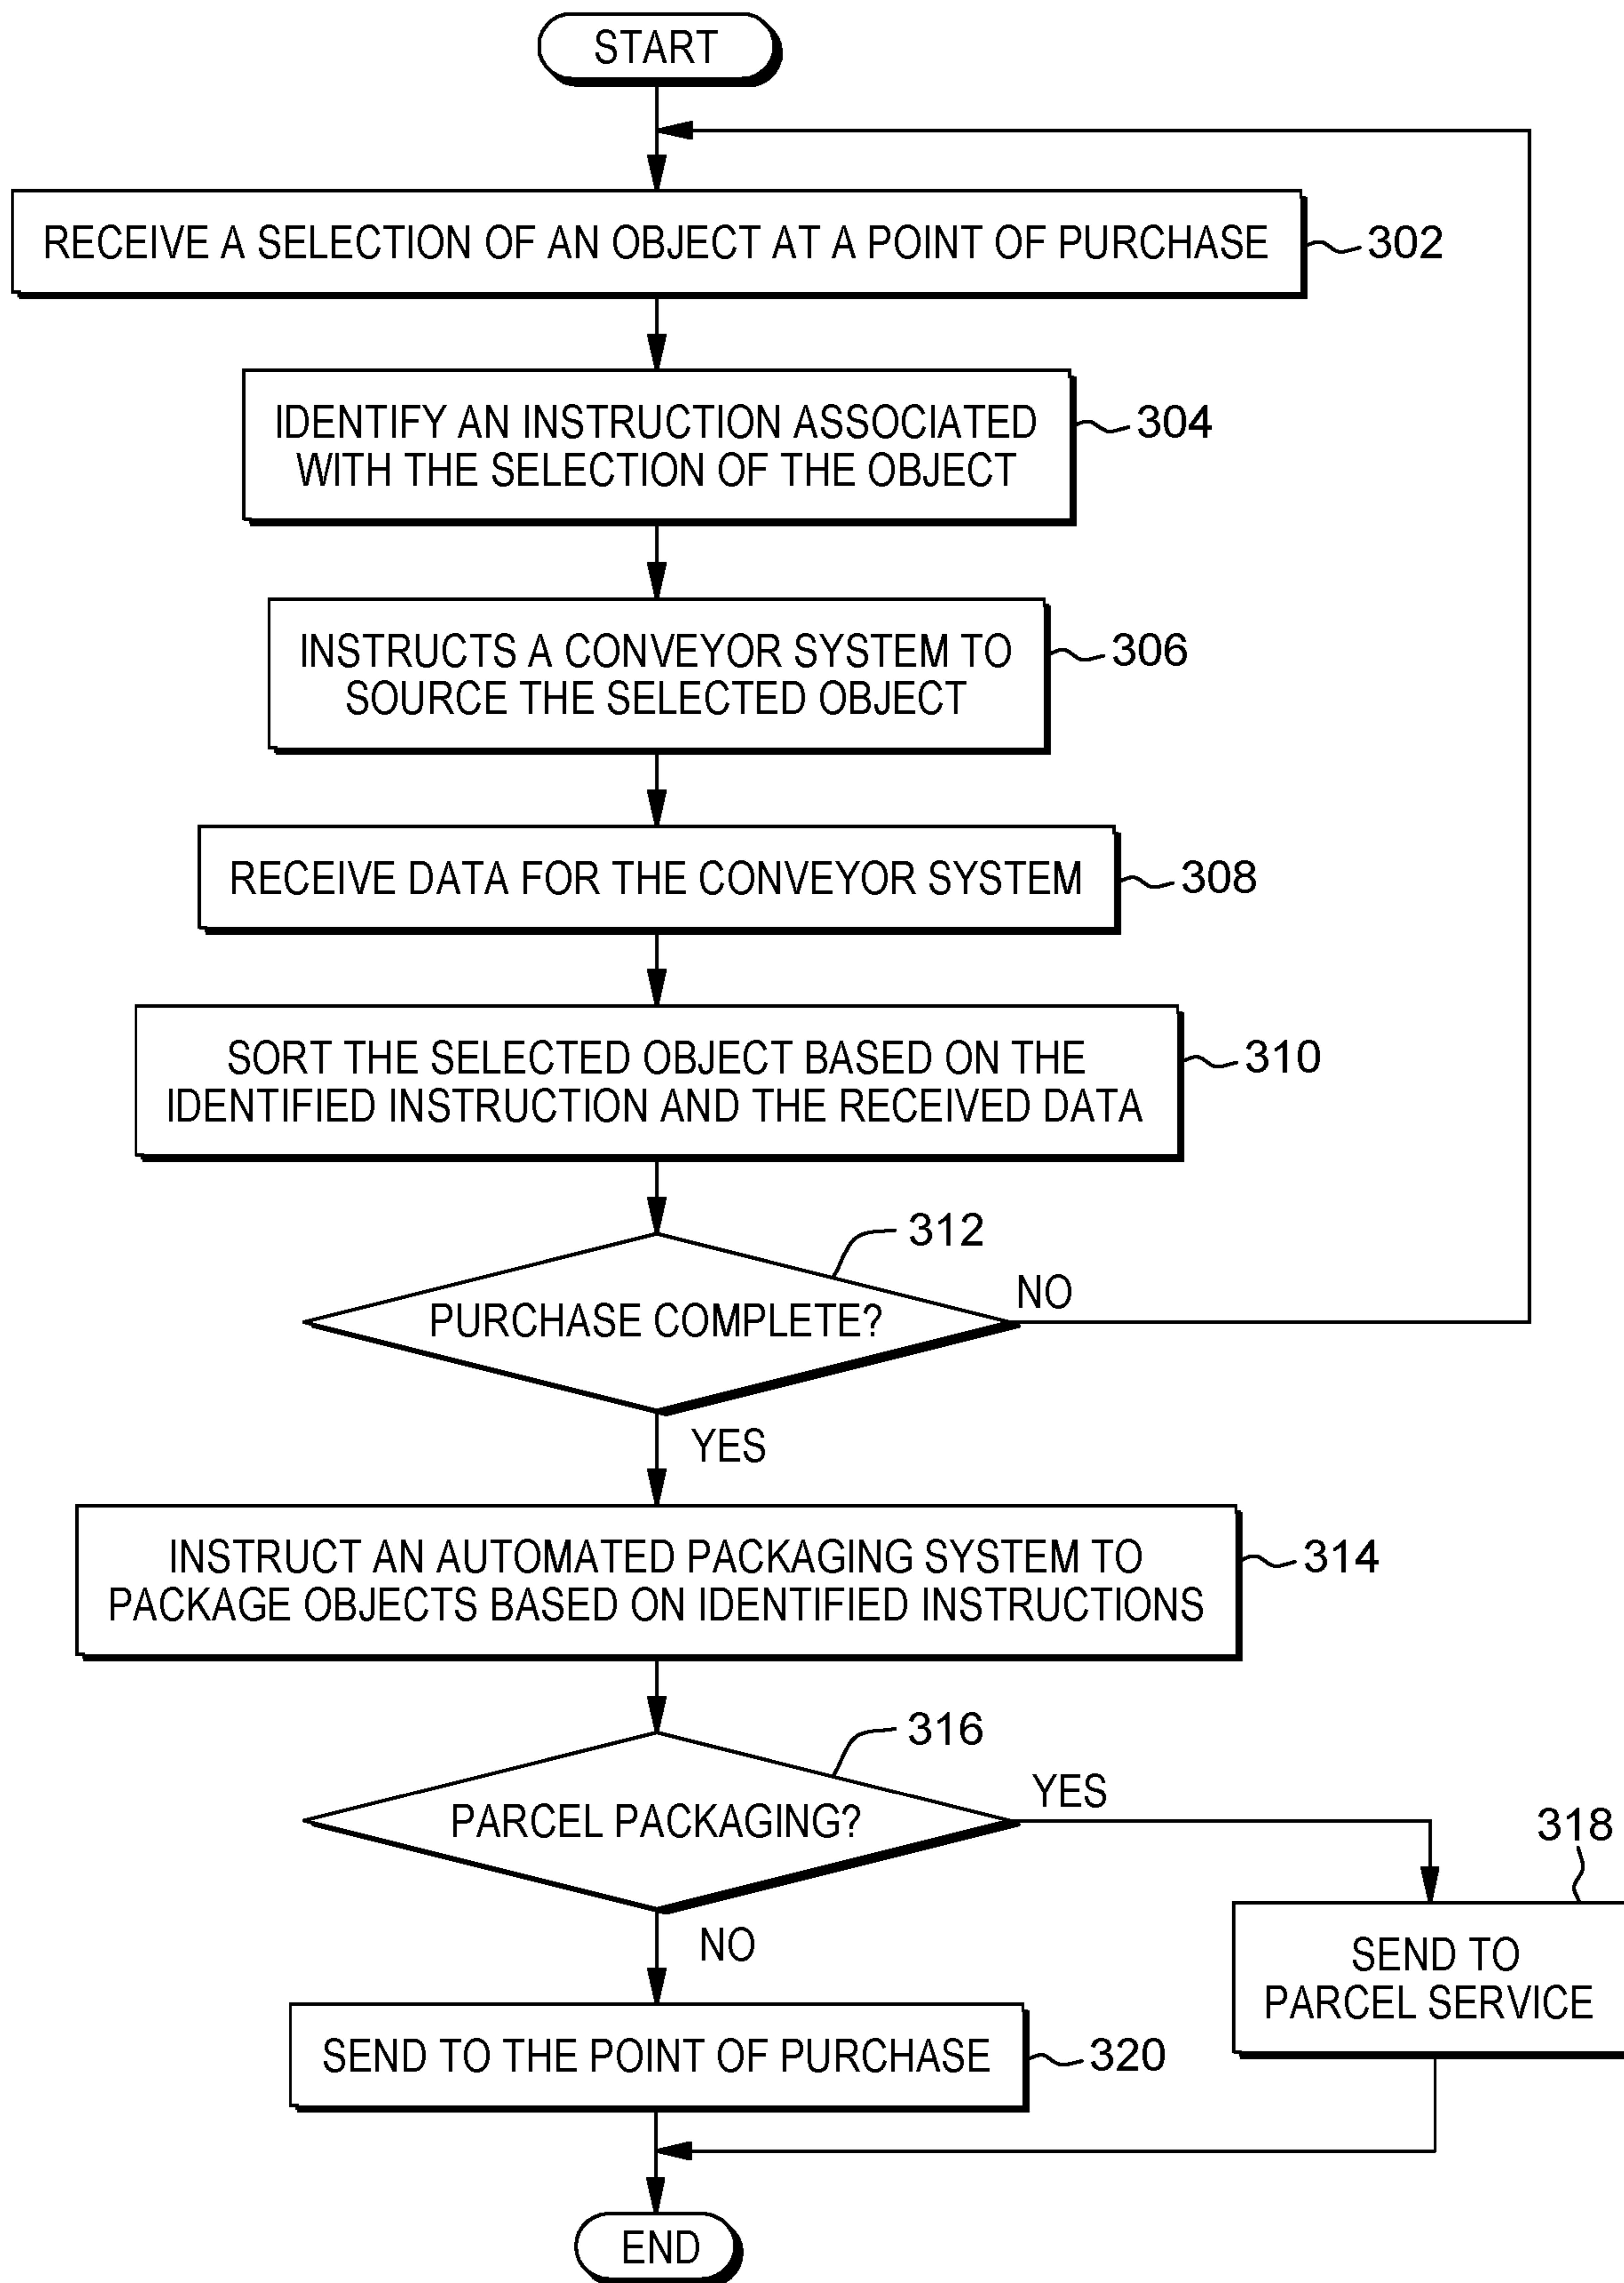 START
RECEIVE A SELECTION OF AN OBJECT AT A POINT OF PURCHASE
302
IDENTIFY AN INSTRUCTION ASSOCIATED
WITH THE SELECTION OF THE OBJECT
304
INSTRUCTS A CONVEYOR SYSTEM TO
SOURCE THE SELECTED OBJECT
306
RECEIVE DATA FOR THE CONVEYOR SYSTEM
308
SORT THE SELECTED OBJECT BASED ON THE
IDENTIFIED INSTRUCTION AND THE RECEIVED DATA
310
312
PURCHASE COMPLETE?
NO
YES
INSTRUCT AN AUTOMATED PACKAGING SYSTEM TO
PACKAGE OBJECTS BASED ON IDENTIFIED INSTRUCTIONS
314
316
PARCEL PACKAGING?
YES
318
NO
SEND TO
PARCEL SERVICE
SEND TO THE POINT OF PURCHASE
320
END